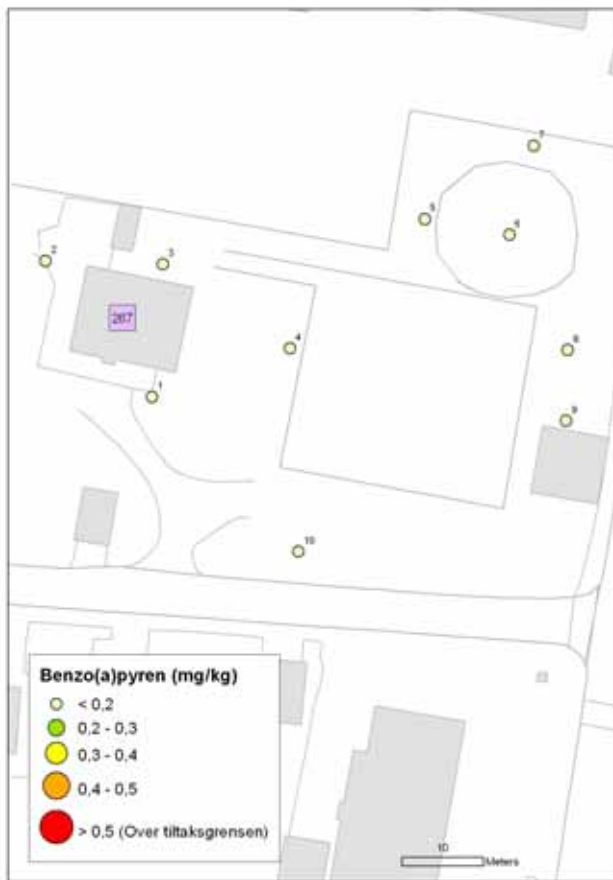 7
5
6
2
3
267
4
8
1
9
10
Benzo(a)pyren (mg/kg)
< 0,2
0,2 - 0,3
0,3 - 0,4
0,4 - 0,5
> 0,5 (Over tiltaksgrensen)
10
Meters